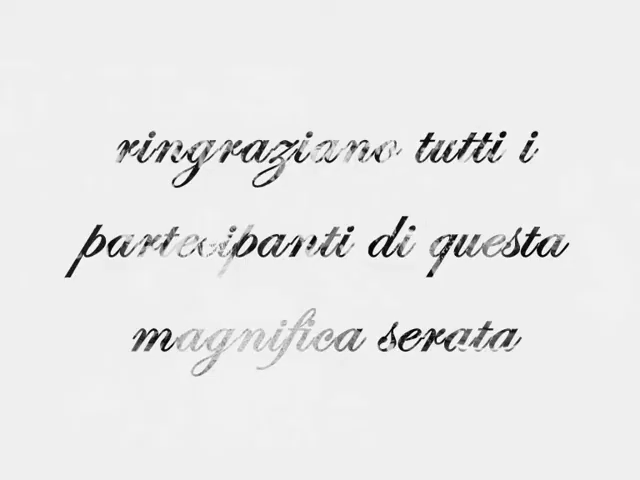 ringraziano tutti i
partecipanti di questa
magnifica serata